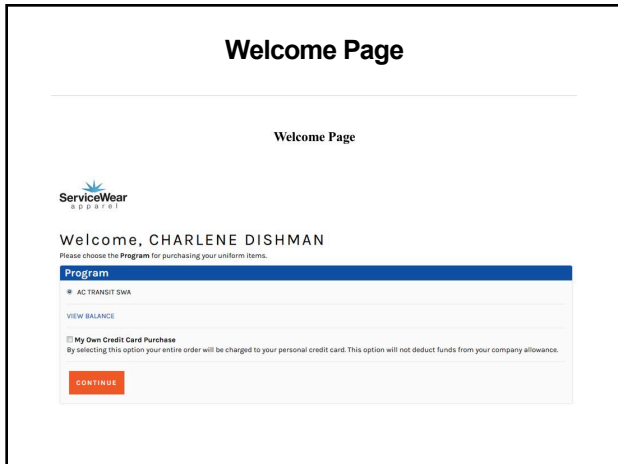 Welcome Page
Welcome Page
ServiceWear
apparel
Welcome, CHARLENE DISHMAN
Please choose the Program for purchasing your uniform items.
Program
AC TRANSIT SWA
VIEW BALANCE
My Own Credit Card Purchase
By selecting this option your entire order will be charged to your personal credit card. This option will not deduct funds from your company allowance.
CONTINUE